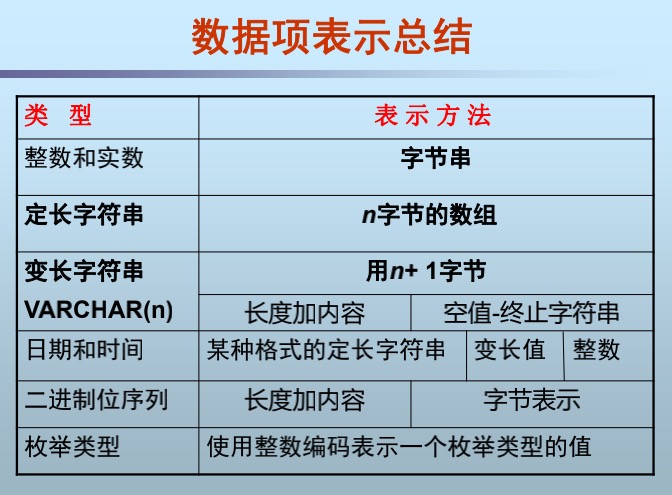 数据项表示总结
类 型 表 示 方 法
整数和实数 字节串
定长字符串 n字节的数组
变长字符串 用n+ 1字节
VARCHAR(n) 长度加内容 空值-终止字符串
日期和时间 某种格式的定长字符串 变长值 整数
二进制位序列 长度加内容 字节表示
枚举类型 使用整数编码表示一个枚举类型的值